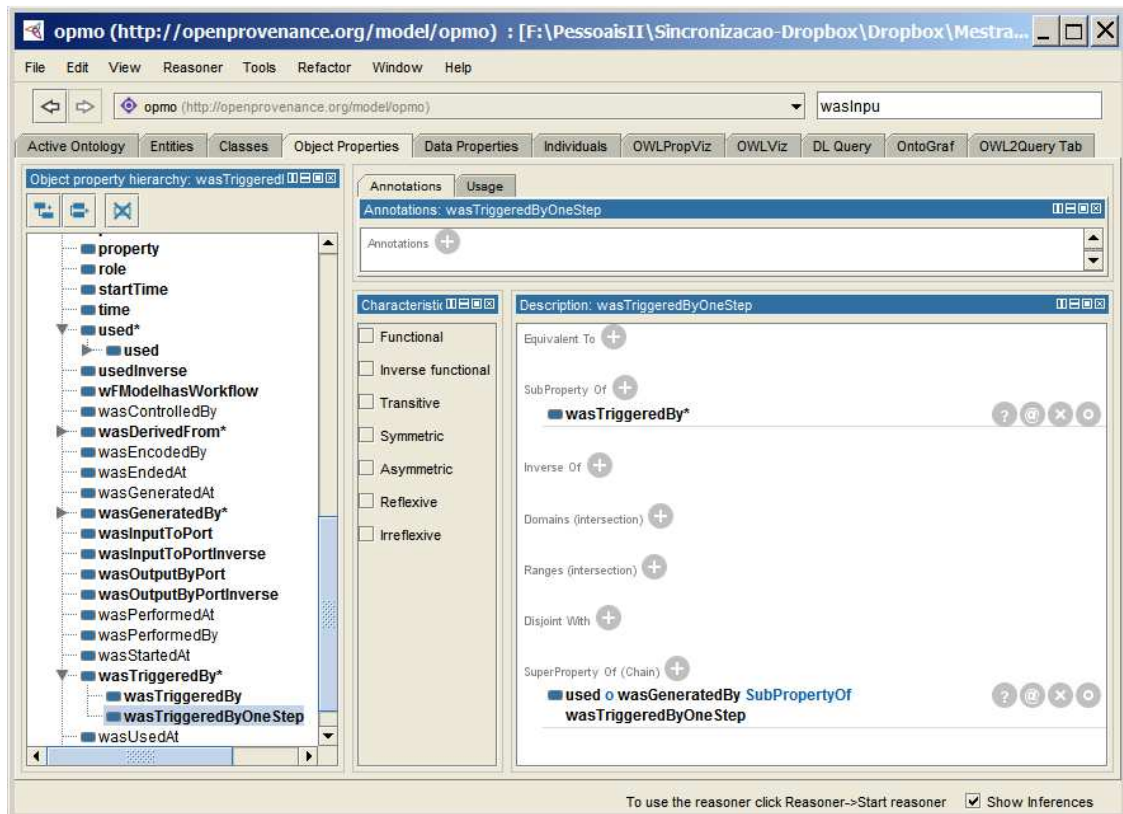 opmo (http://openprovenance.org/model/opmo) : [F:\PessoaisII\Sincronizacao-Dropbox\Dropbox\Mestra...
File Edit View Reasoner Tools Refactor Window Help
opmo (http://openprovenance.org/model/opmo)
wasInpu
Active Ontology Entities Classes Object Properties Data Properties Individuals OWLPropViz OWLViz DL Query OntoGraf OWL2Query Tab
Object property hierarchy: wasTriggeredl
property
role
startTime
time
used*
used
usedInverse
wFModelhasWorkflow
wasControlledBy
wasDerivedFrom*
wasEncodedBy
wasEndedAt
wasGeneratedAt
wasGeneratedBy*
wasInputToPort
wasInputToPortInverse
wasOutputByPort
wasOutputByPortInverse
wasPerformedAt
wasPerformedBy
wasStartedAt
wasTriggeredBy*
wasTriggeredBy
wasTriggeredByOneStep
wasUsedAt
Annotations Usage
Annotations: wasTriggeredByOneStep
Annotations
Characteristic
Functional
Inverse functional
Transitive
Symmetric
Asymmetric
Reflexive
Irreflexive
Description: wasTriggeredByOneStep
Equivalent To
SubProperty Of
wasTriggeredBy*
Inverse Of
Domains (intersection)
Ranges (intersection)
Disjoint With
SuperProperty Of (Chain)
used o wasGeneratedBy SubPropertyOf
wasTriggeredByOneStep
To use the reasoner click Reasoner->Start reasoner Show Inferences